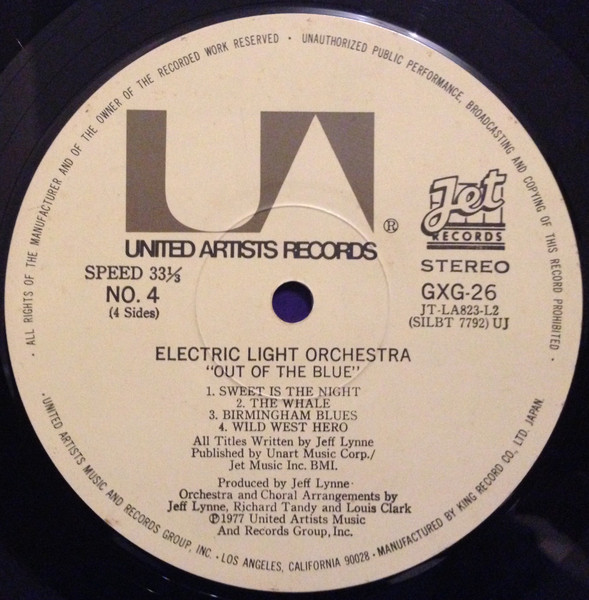 · ALL RIGHTS OF THE MANUFACTURER AND OF THE OWNER OF THE RECORDED WORK RESERVED · UNAUTHORIZED PUBLIC PERFORMANCE, BROADCASTING AND COPYING OF THIS RECORD PROHIBITED ·
UA
®
UNITED ARTISTS RECORDS
Jet
RECORDS
SPEED 33⅓
NO. 4
(4 Sides)
STEREO
GXG-26
JT-LA823-L2
(SILBT 7792) UJ
ELECTRIC LIGHT ORCHESTRA
"OUT OF THE BLUE"
1. SWEET IS THE NIGHT
2. THE WHALE
3. BIRMINGHAM BLUES
4. WILD WEST HERO
All Titles Written by Jeff Lynne
Published by Unart Music Corp./
Jet Music Inc. BMI.
Produced by Jeff Lynne
Orchestra and Choral Arrangements by
Jeff Lynne, Richard Tandy and Louis Clark
℗1977 United Artists Music
And Records Group, Inc.
·UNITED ARTISTS MUSIC AND RECORDS GROUP, INC. · LOS ANGELES, CALIFORNIA 90028 · MANUFACTURED BY KING RECORD CO., LTD. JAPAN.